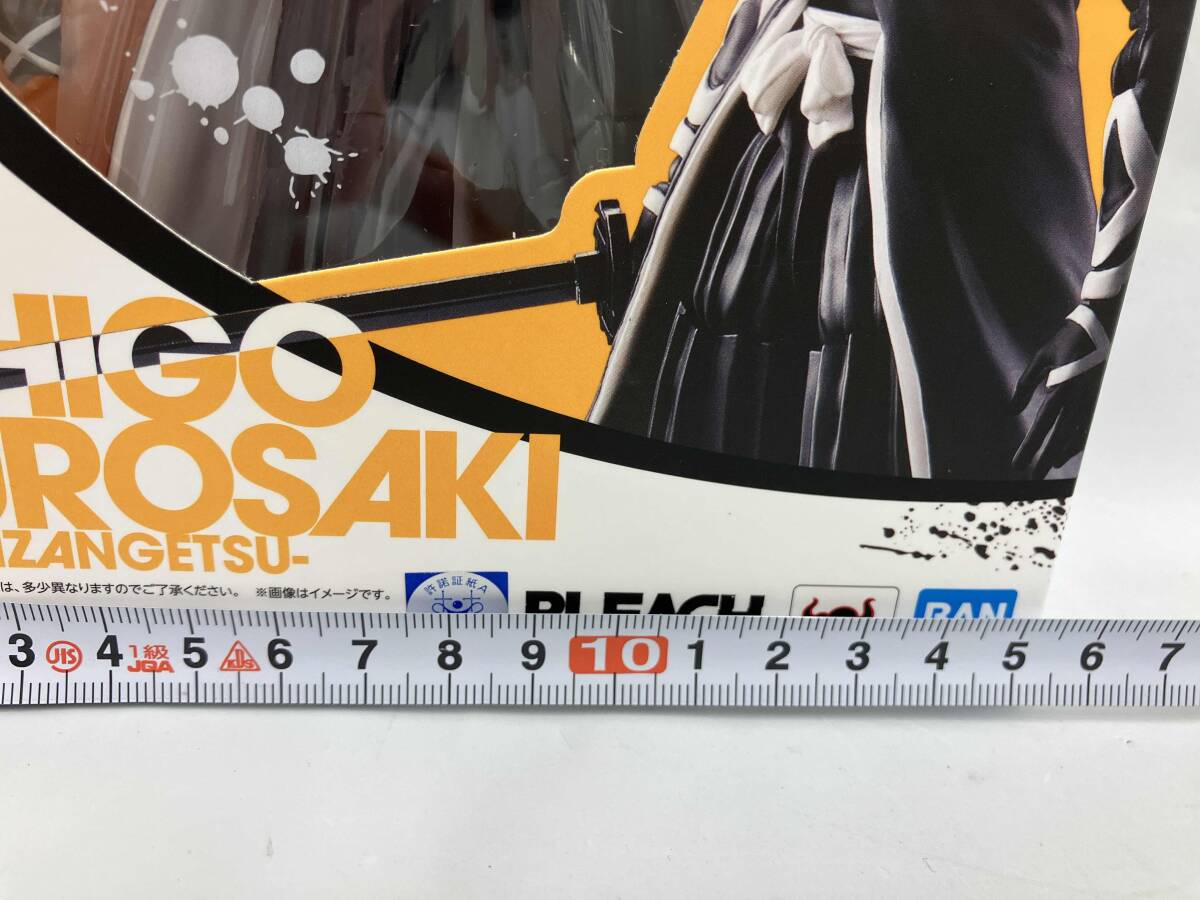 HIGO
UROSAKI
IZANGETSU-
は、多少異なりますのでご了承ください。 ※画像はイメージです。
許諾証紙A
BLEACH
BAN
3 JIS 4 1級 JQA 5 KDS 6 7 8 9 10 1 2 3 4 5 6 7